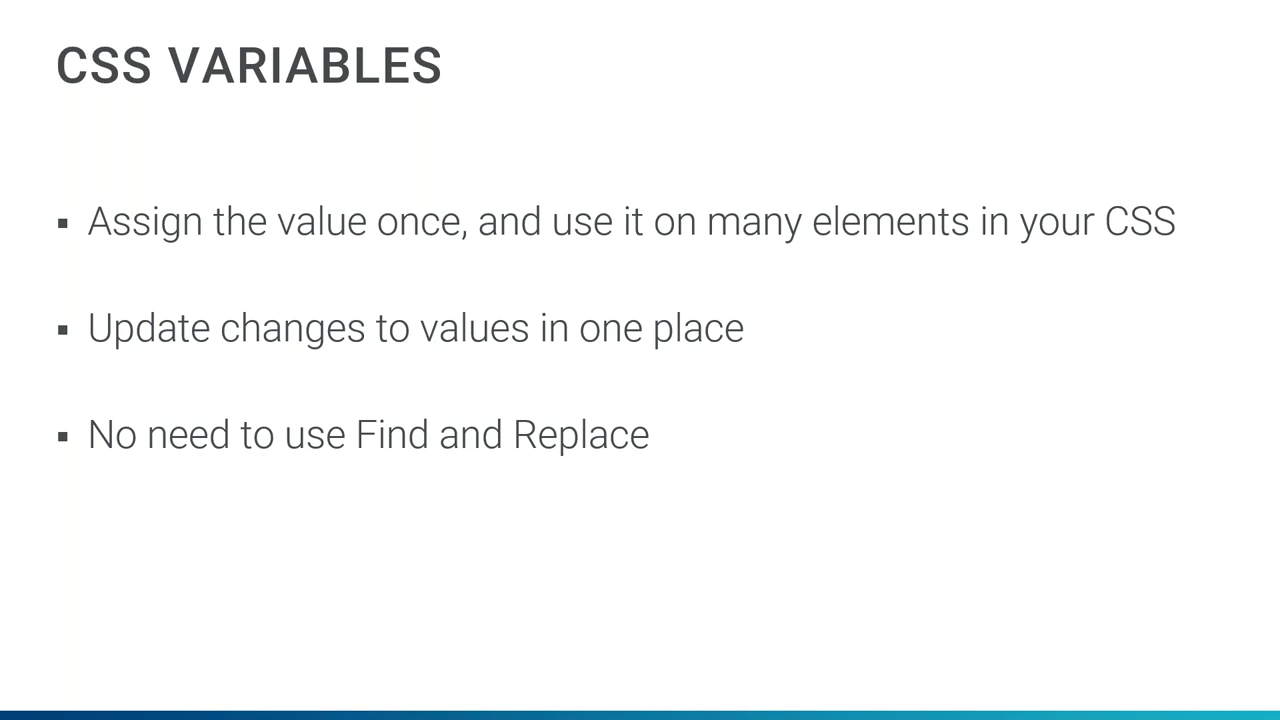 CSS VARIABLES
▪ Assign the value once, and use it on many elements in your CSS
▪ Update changes to values in one place
▪ No need to use Find and Replace